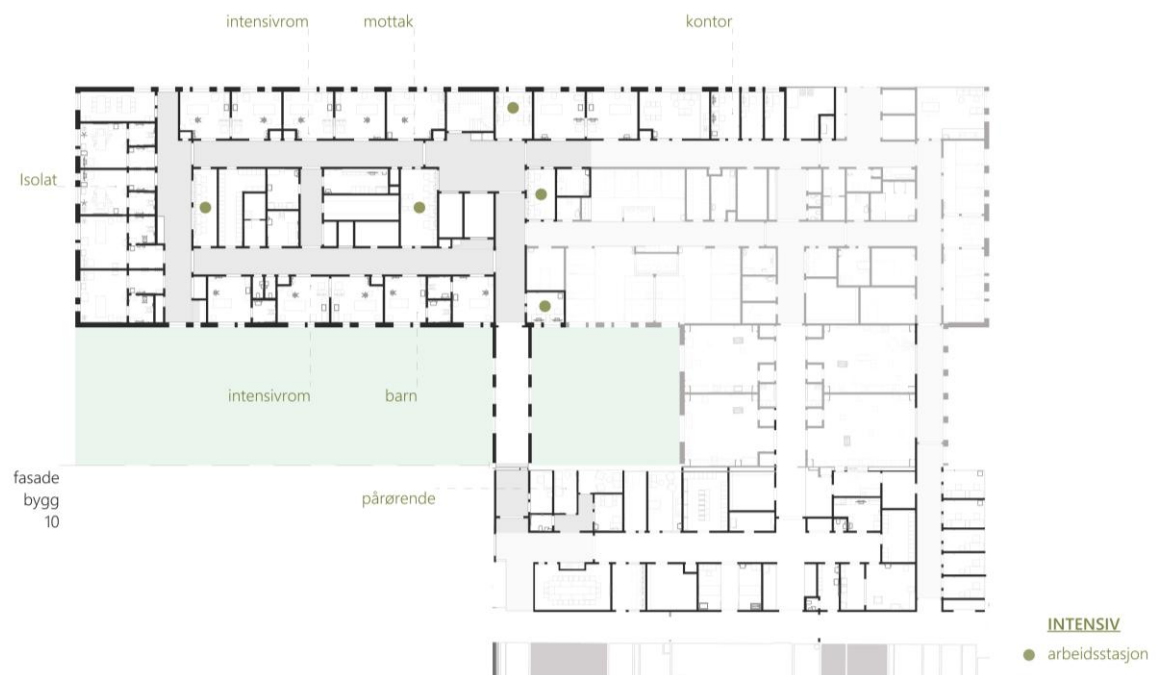 intensivrom
mottak
kontor
Isolat
intensivrom
barn
fasade
bygg
10
pårørende
INTENSIV
arbeidsstasjon